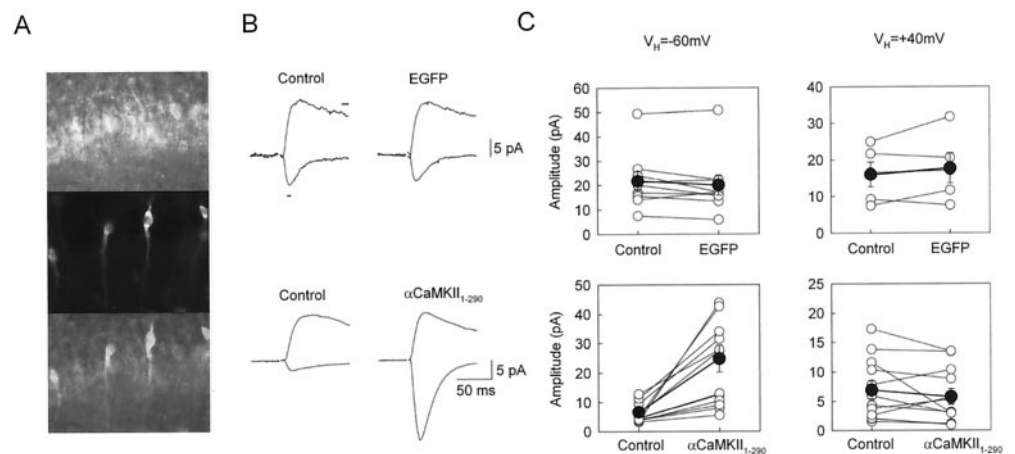 A
B
C
Control
EGFP
5 pA
Control
αCaMKII1-290
5 pA
50 ms
VH=-60mV
VH=+40mV
Amplitude (pA)
60
50
40
30
20
10
0
Control
EGFP
40
30
20
10
0
Control
EGFP
Amplitude (pA)
50
40
30
20
10
0
Control
αCaMKII1-290
25
20
15
10
5
0
Control
αCaMKII1-290